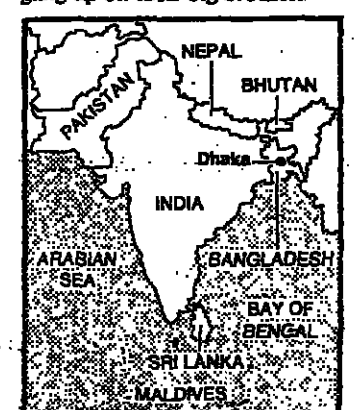 NEPAL
BHUTAN
PAKISTAN
Dhaka
INDIA
ARABIAN
SEA
BANGLADESH
BAY OF
BENGAL
SRI LANKA
MALDIVES